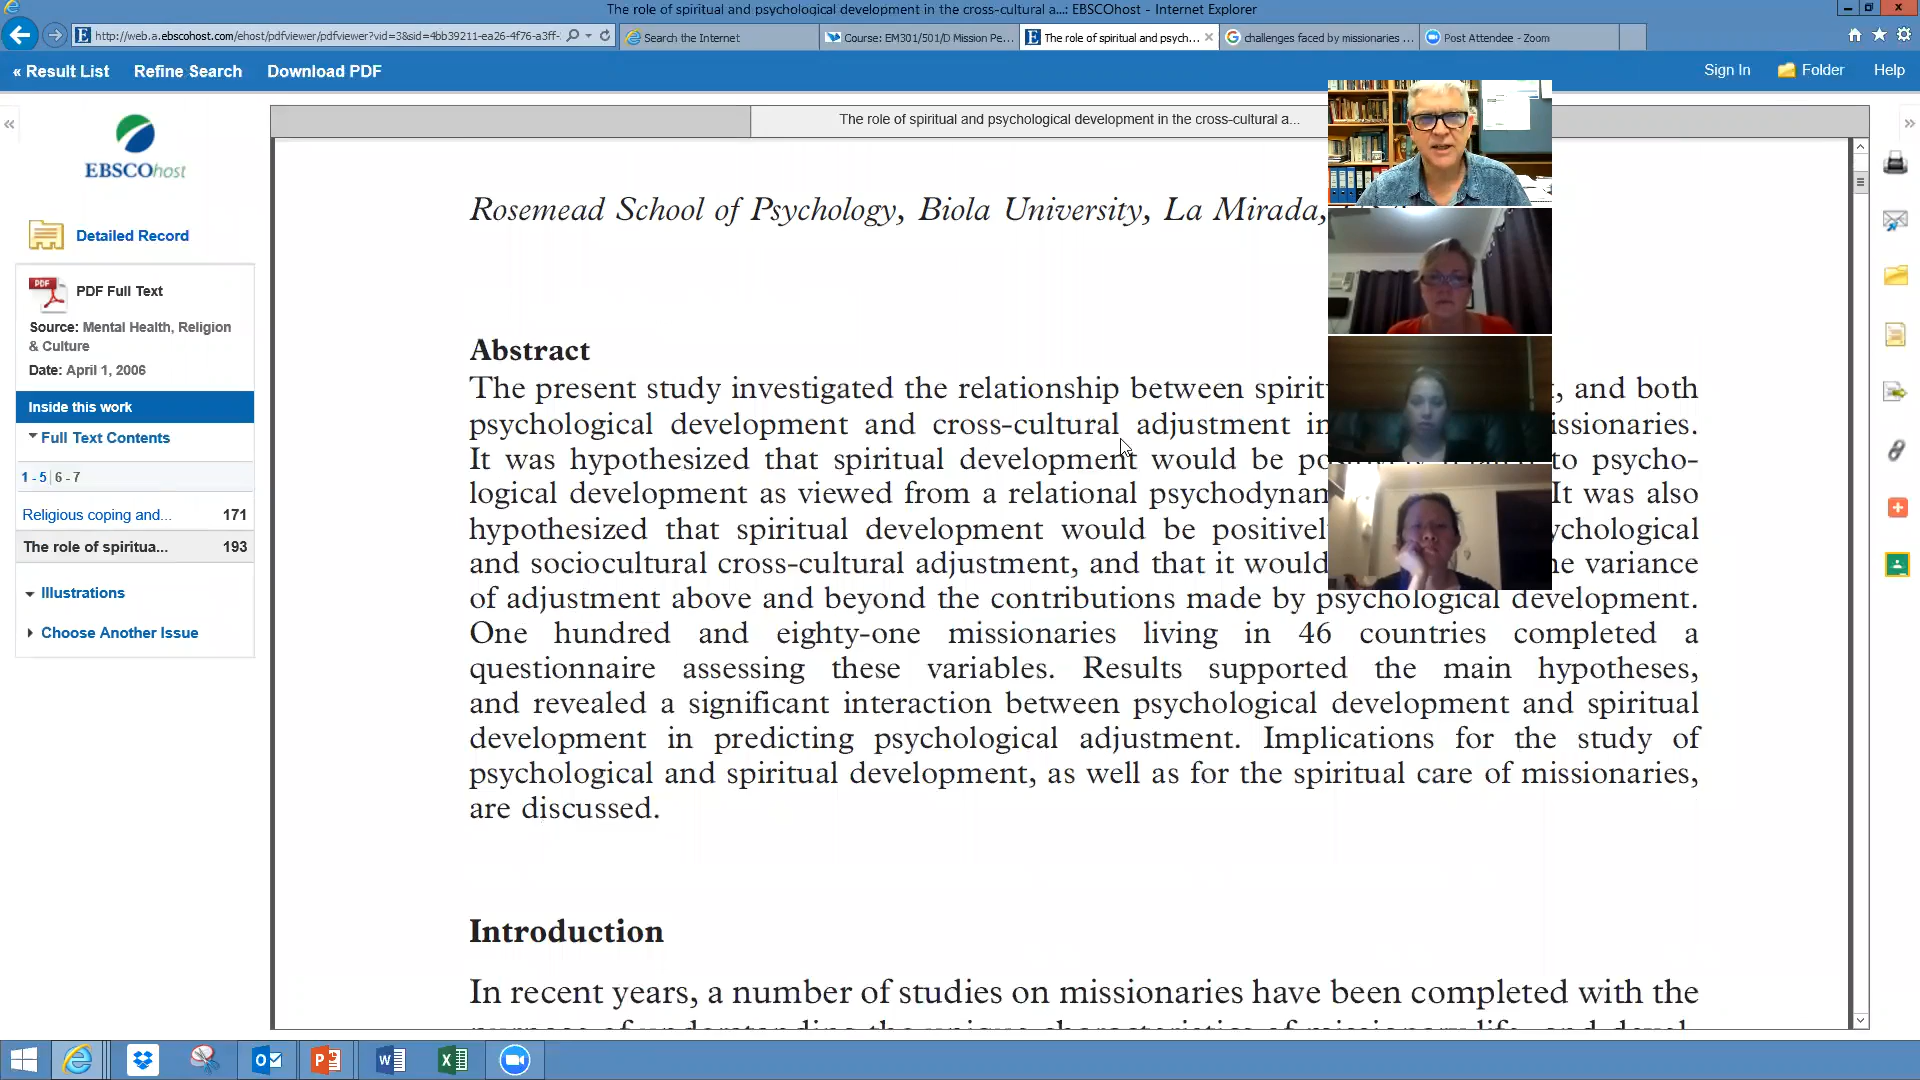 The role of spiritual and psychological development in the cross-cultural a...: EBSCOhost - Internet Explorer
http://web.a.ebscohost.com/ehost/pdfviewer/pdfviewer?vid=3&sid=4bb39211-ea26-4f76-a3ff-
Search the Internet
Course: EM301/501/D Mission Pe...
The role of spiritual and psych...
challenges faced by missionaries ...
Post Attendee - Zoom
« Result List Refine Search Download PDF
Sign In Folder Help
EBSCOhost
Detailed Record
PDF Full Text
Source: Mental Health, Religion
& Culture
Date: April 1, 2006
Inside this work
Full Text Contents
1 - 5 | 6 - 7
Religious coping and... 171
The role of spiritua... 193
Illustrations
Choose Another Issue
The role of spiritual and psychological development in the cross-cultural a...
Rosemead School of Psychology, Biola University, La Mirada,
Abstract
The present study investigated the relationship between spirit , and both
psychological development and cross-cultural adjustment in issionaries.
It was hypothesized that spiritual development would be to psycho-
logical development as viewed from a relational psychodynam It was also
hypothesized that spiritual development would be positivel ychological
and sociocultural cross-cultural adjustment, and that it would variance
of adjustment above and beyond the contributions made by psychological development.
One hundred and eighty-one missionaries living in 46 countries completed a
questionnaire assessing these variables. Results supported the main hypotheses,
and revealed a significant interaction between psychological development and spiritual
development in predicting psychological adjustment. Implications for the study of
psychological and spiritual development, as well as for the spiritual care of missionaries,
are discussed.
Introduction
In recent years, a number of studies on missionaries have been completed with the